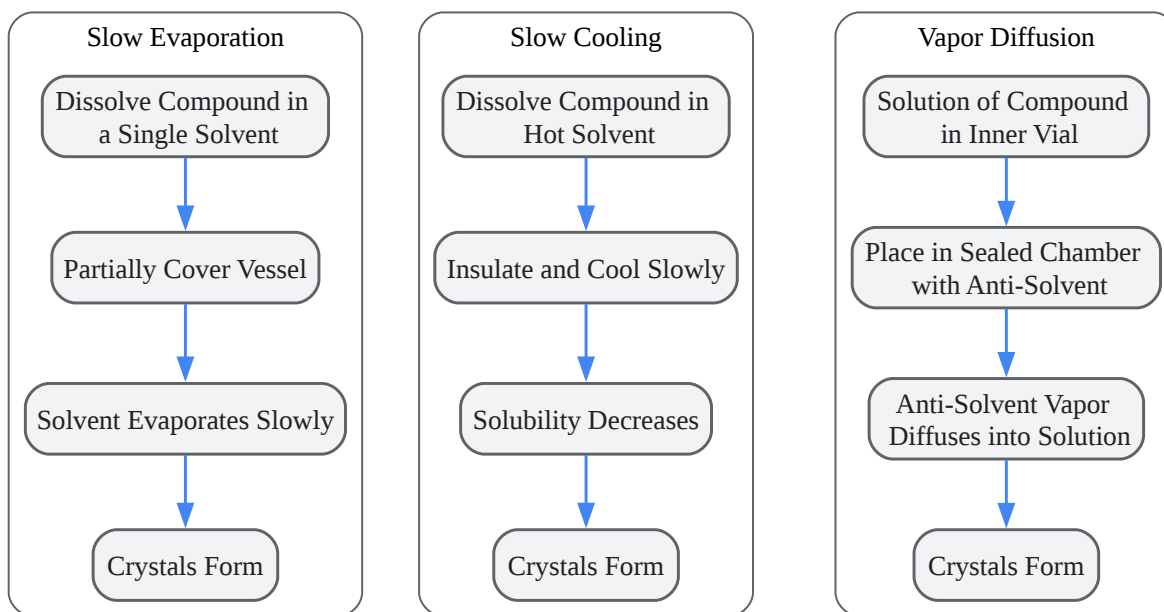 Slow Evaporation
Dissolve Compound in
a Single Solvent
Partially Cover Vessel
Solvent Evaporates Slowly
Crystals Form
Slow Cooling
Dissolve Compound in
Hot Solvent
Insulate and Cool Slowly
Solubility Decreases
Crystals Form
Vapor Diffusion
Solution of Compound
in Inner Vial
Place in Sealed Chamber
with Anti-Solvent
Anti-Solvent Vapor
Diffuses into Solution
Crystals Form